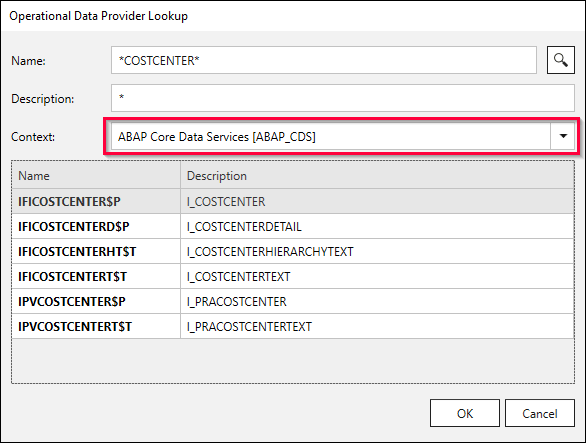 Operational Data Provider Lookup
Name: *COSTCENTER*
Description: *
Context: ABAP Core Data Services [ABAP_CDS]
Name Description
IFICOSTCENTER$P I_COSTCENTER
IFICOSTCENTERD$P I_COSTCENTERDETAIL
IFICOSTCENTERHT$T I_COSTCENTERHIERARCHYTEXT
IFICOSTCENTERT$T I_COSTCENTERTEXT
IPVCOSTCENTER$P I_PRACOSTCENTER
IPVCOSTCENTERT$T I_PRACOSTCENTERTEXT
OK Cancel